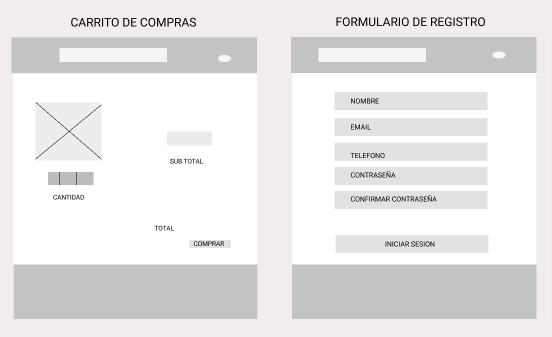 CARRITO DE COMPRAS
SUB TOTAL
CANTIDAD
TOTAL
COMPRAR
FORMULARIO DE REGISTRO
NOMBRE
EMAIL
TELEFONO
CONTRASEÑA
CONFIRMAR CONTRASEÑA
INICIAR SESION